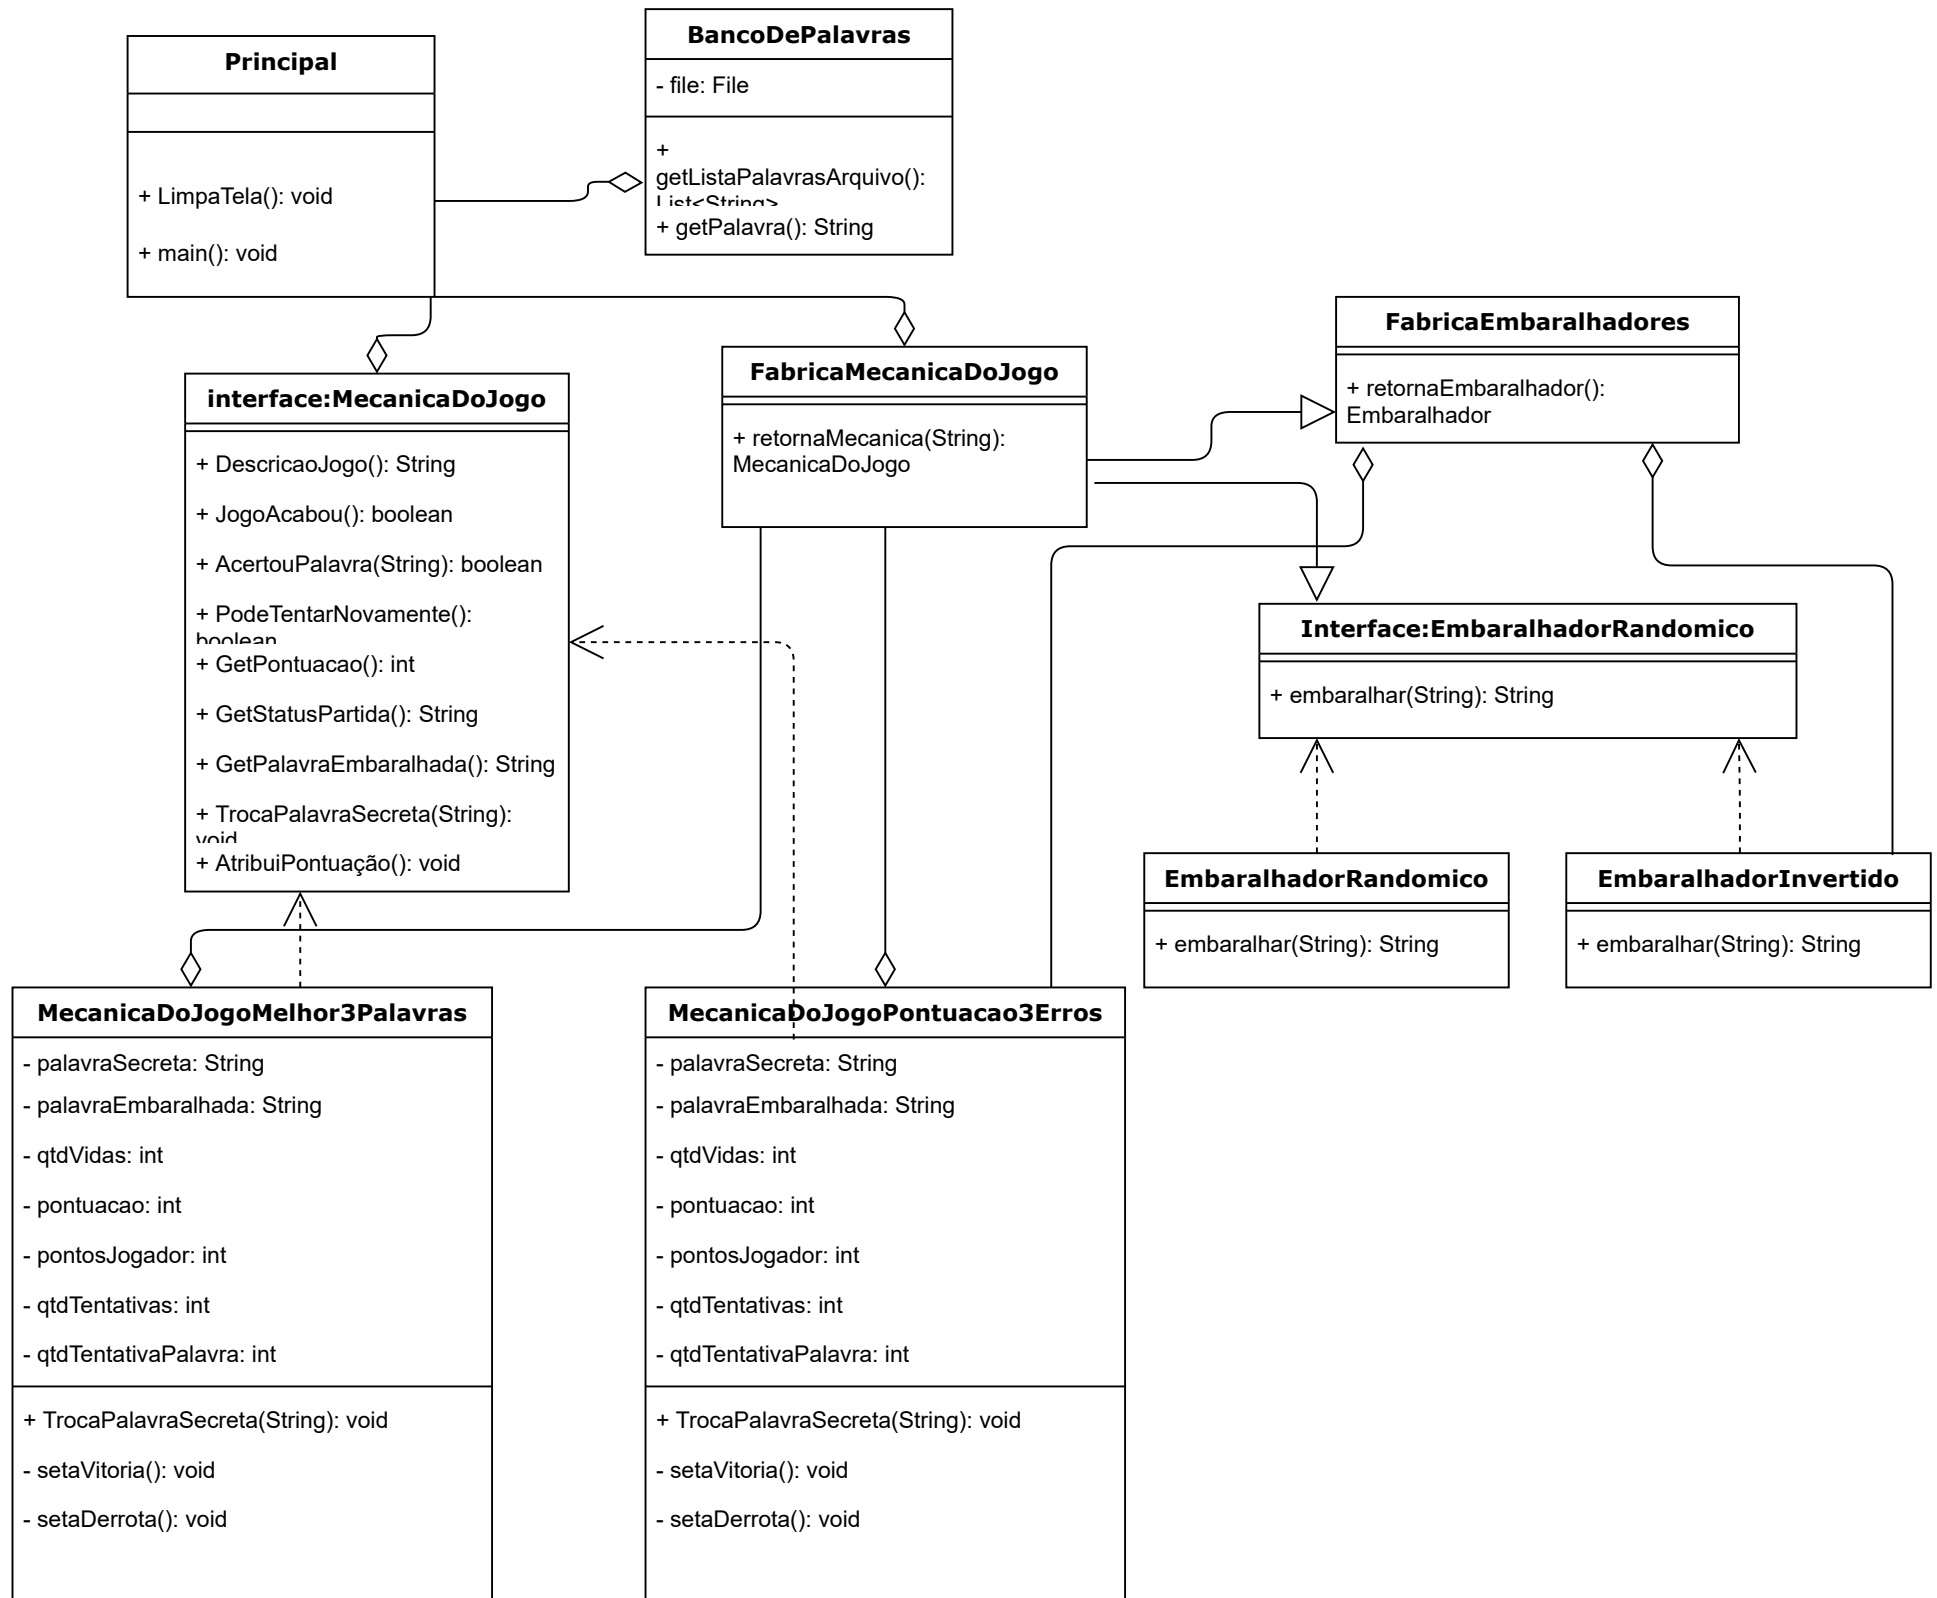 Principal
+ LimpaTela(): void
+ main(): void
BancoDePalavras
- file: File
+
getListaPalavrasArquivo():
List<String>
+ getPalavra(): String
interface:MecanicaDoJogo
+ DescricaoJogo(): String
+ JogoAcabou(): boolean
+ AcertouPalavra(String): boolean
+ PodeTentarNovamente():
boolean
+ GetPontuacao(): int
+ GetStatusPartida(): String
+ GetPalavraEmbaralhada(): String
+ TrocaPalavraSecreta(String):
void
+ AtribuiPontuação(): void
FabricaMecanicaDoJogo
+ retornaMecanica(String):
MecanicaDoJogo
FabricaEmbaralhadores
+ retornaEmbaralhador():
Embaralhador
Interface:EmbaralhadorRandomico
+ embaralhar(String): String
EmbaralhadorRandomico
+ embaralhar(String): String
EmbaralhadorInvertido
+ embaralhar(String): String
MecanicaDoJogoMelhor3Palavras
- palavraSecreta: String
- palavraEmbaralhada: String
- qtdVidas: int
- pontuacao: int
- pontosJogador: int
- qtdTentativas: int
- qtdTentativaPalavra: int
+ TrocaPalavraSecreta(String): void
- setaVitoria(): void
- setaDerrota(): void
MecanicaDoJogoPontuacao3Erros
- palavraSecreta: String
- palavraEmbaralhada: String
- qtdVidas: int
- pontuacao: int
- pontosJogador: int
- qtdTentativas: int
- qtdTentativaPalavra: int
+ TrocaPalavraSecreta(String): void
- setaVitoria(): void
- setaDerrota(): void